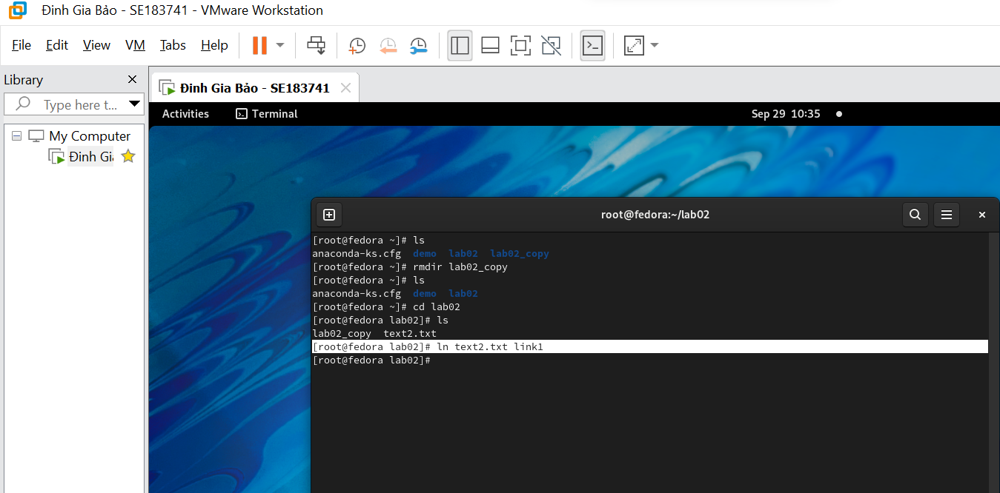 Đinh Gia Bảo - SE183741 - VMware Workstation
File Edit View VM Tabs Help
Library
Type here t...
My Computer
Đinh Gia
Đinh Gia Bảo - SE183741
Activities Terminal Sep 29 10:35
root@fedora:~/lab02
[root@fedora ~]# ls
anaconda-ks.cfg demo lab02 lab02_copy
[root@fedora ~]# rmdir lab02_copy
[root@fedora ~]# ls
anaconda-ks.cfg demo lab02
[root@fedora ~]# cd lab02
[root@fedora lab02]# ls
lab02_copy text2.txt
[root@fedora lab02]# ln text2.txt link1
[root@fedora lab02]#